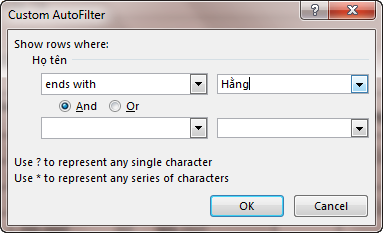 Custom AutoFilter
Show rows where:
Họ tên
ends with Hằng
And Or
Use ? to represent any single character
Use * to represent any series of characters
OK Cancel